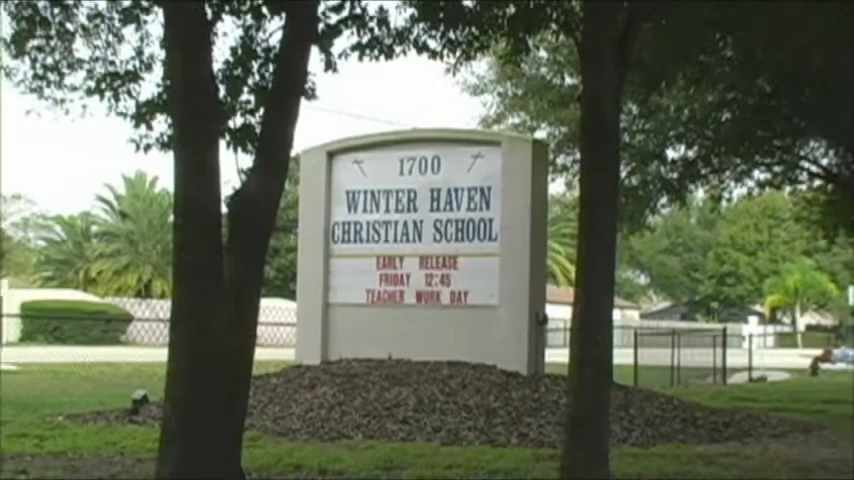 1700
WINTER HAVEN
CHRISTIAN SCHOOL
EARLY RELEASE
FRIDAY 12:45
TEACHER WORK DAY